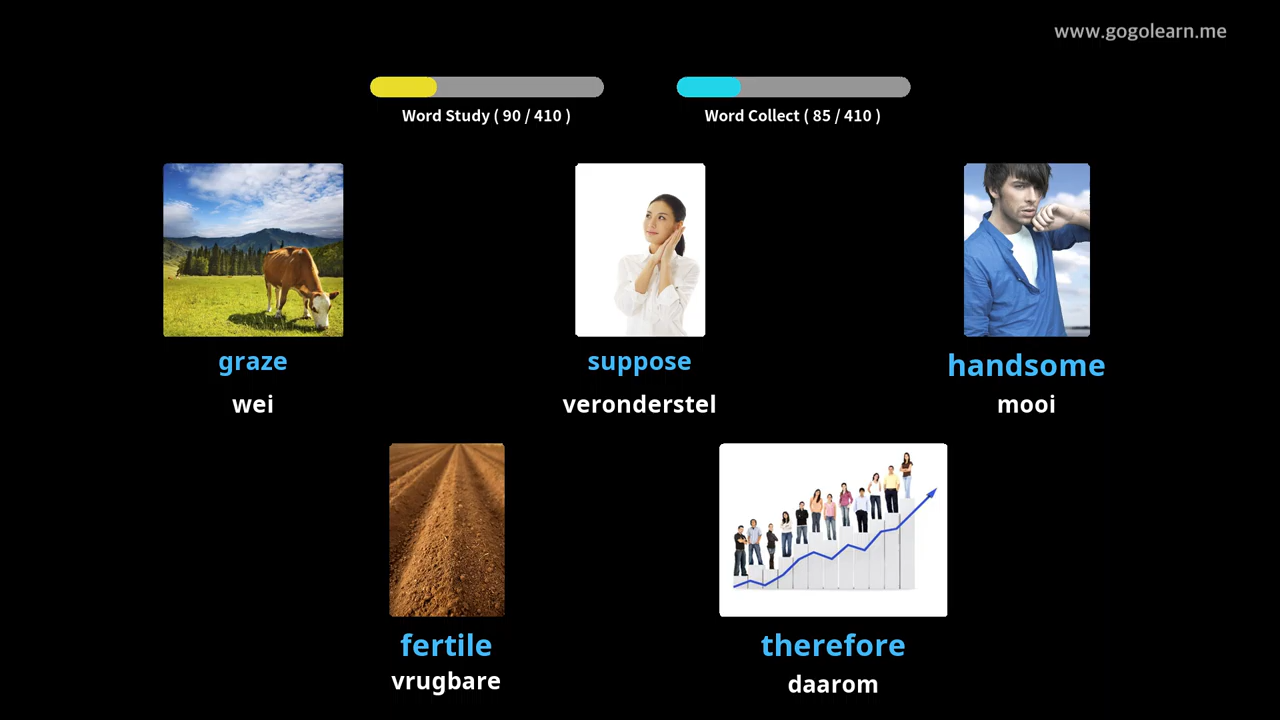 www.gogolearn.me
Word Study ( 90 / 410 )
Word Collect ( 85 / 410 )
graze
wei
suppose
veronderstel
handsome
mooi
fertile
vrugbare
therefore
daarom